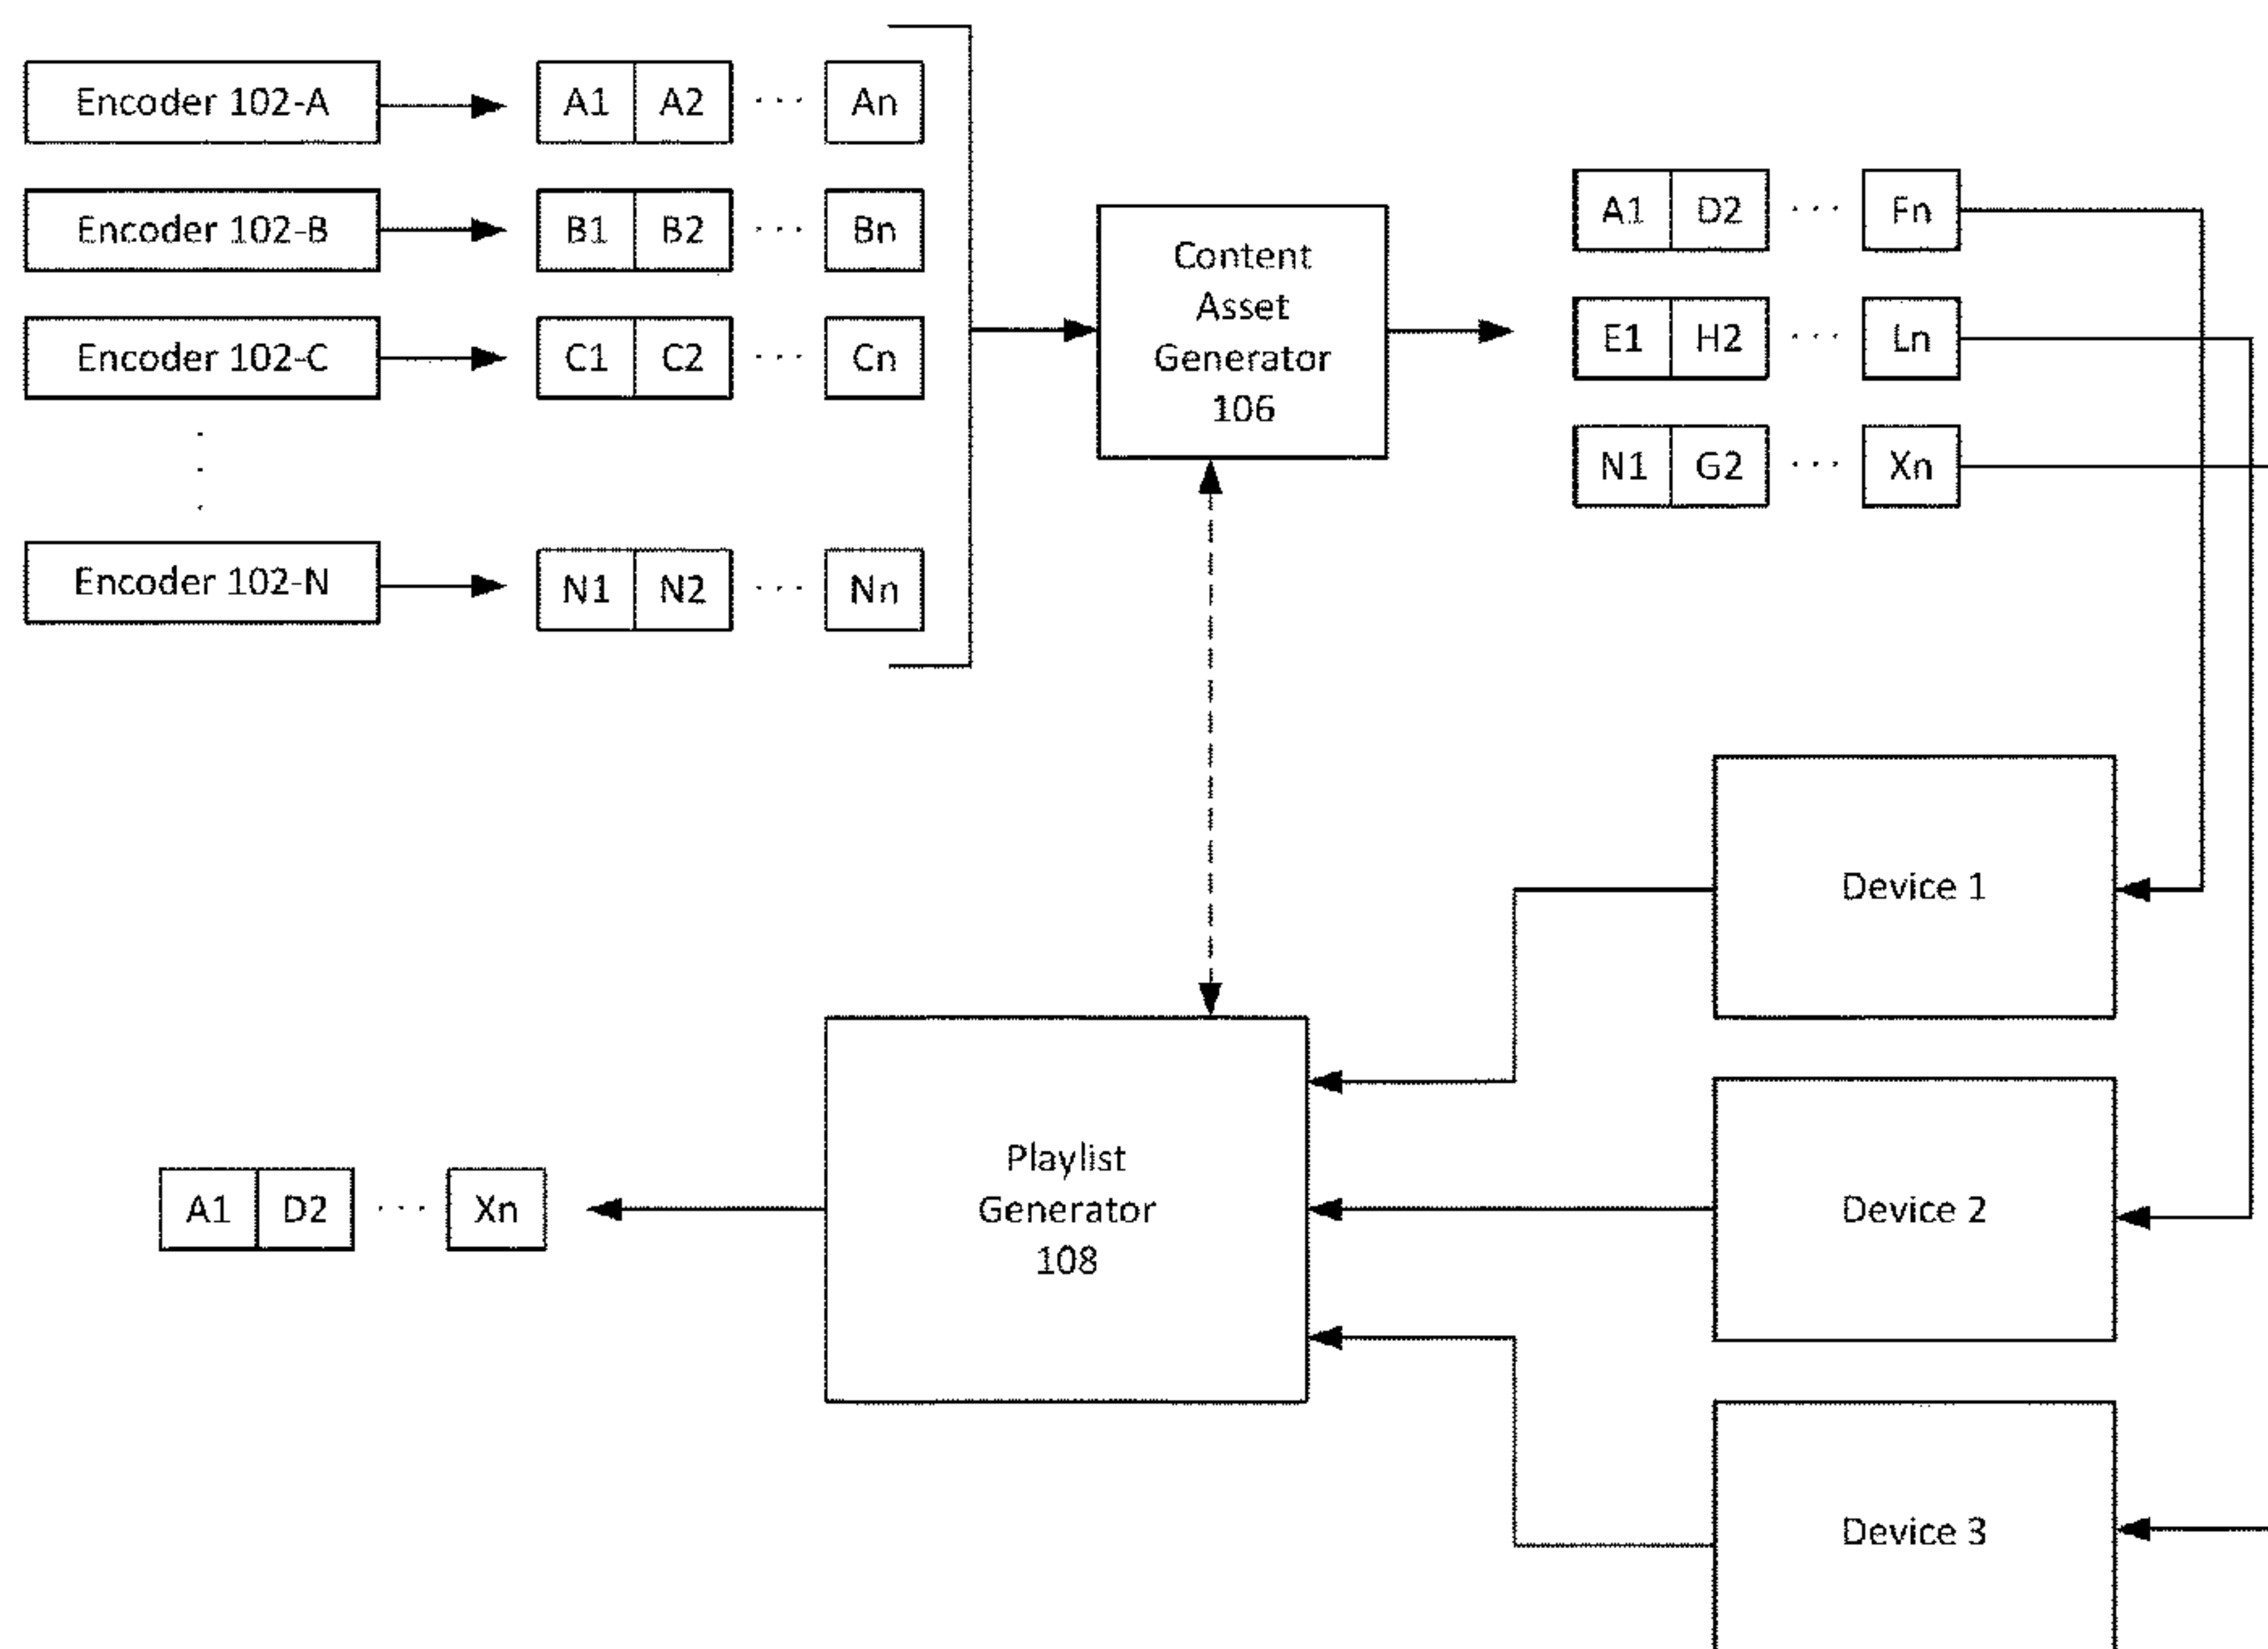 Encoder 102-A
A1 A2 ... An
Encoder 102-B
B1 B2 ... Bn
Encoder 102-C
C1 C2 ... Cn
Encoder 102-N
N1 N2 ... Nn
Content
Asset
Generator
106
A1 D2 ... Fn
E1 H2 ... Ln
N1 G2 ... Xn
Device 1
Device 2
Device 3
Playlist
Generator
108
A1 D2 ... Xn